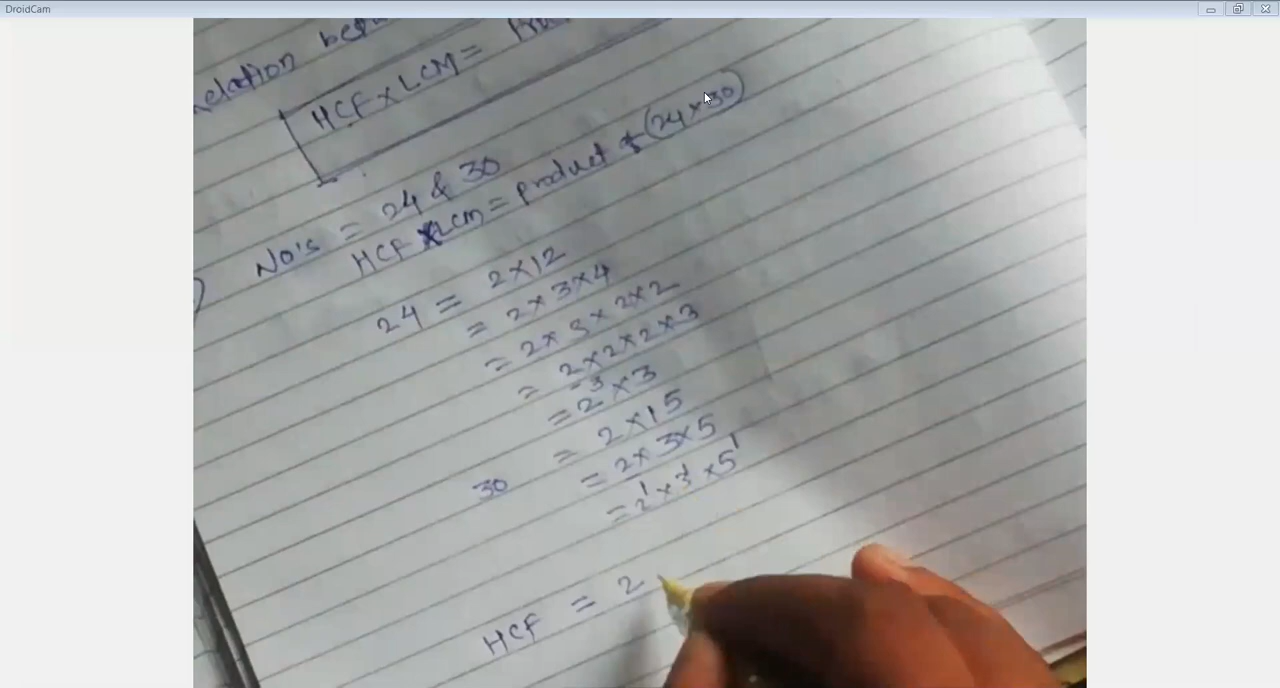 DroidCam
Relation
HCF x LCM =
No's = 24 & 30
HCF x LCM = product of (24 x 30)
24 = 2 x 12
= 2 x 3 x 4
= 2 x 3 x 2 x 2
= 2 x 2 x 2 x 3
= 2³ x 3
30 = 2 x 15
= 2 x 3 x 5
= 2¹ x 3¹ x 5¹
HCF = 2